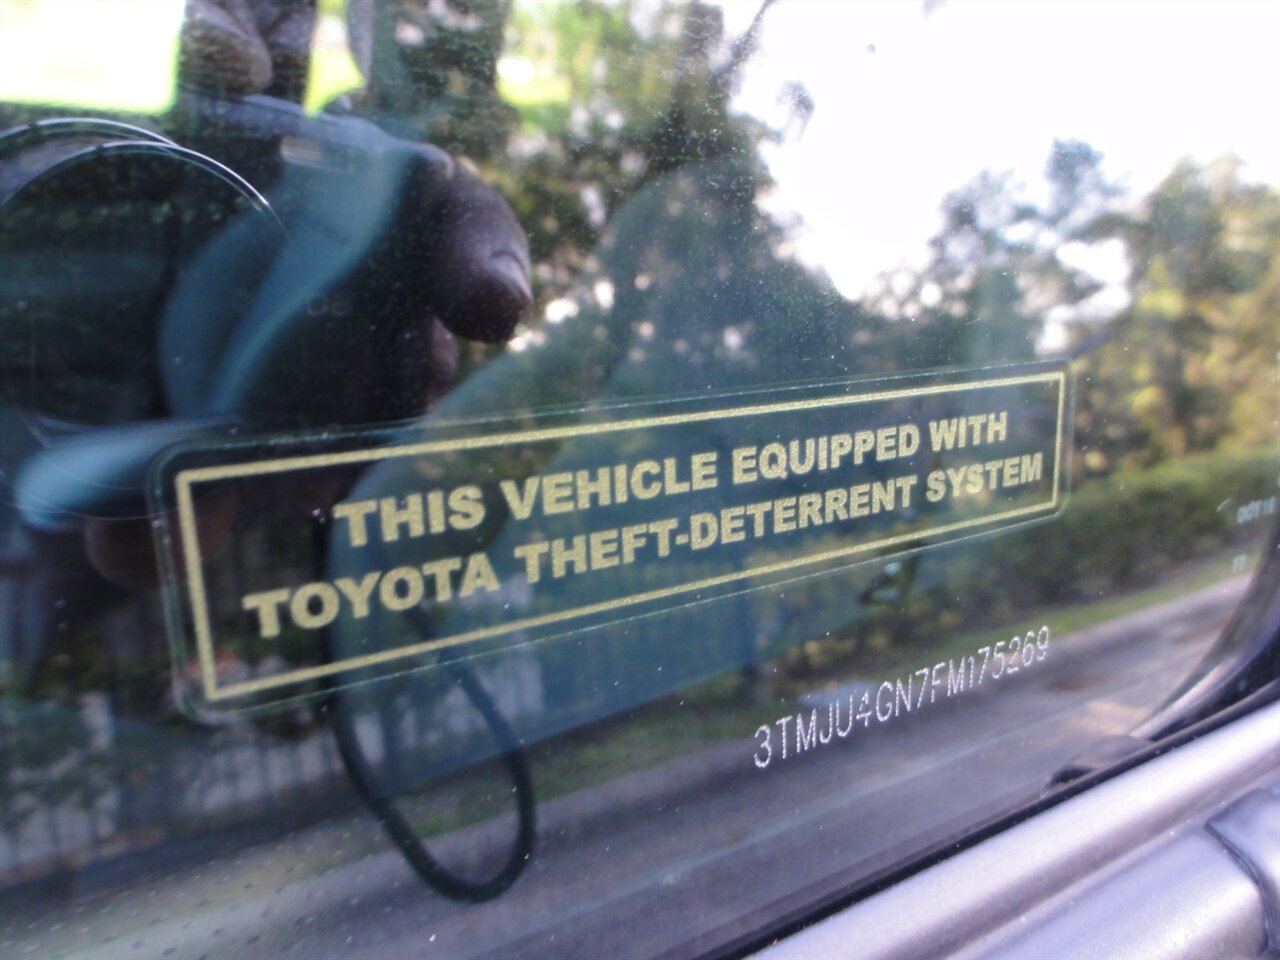 THIS VEHICLE EQUIPPED WITH
TOYOTA THEFT-DETERRENT SYSTEM
3TMJU4GN7FM175269